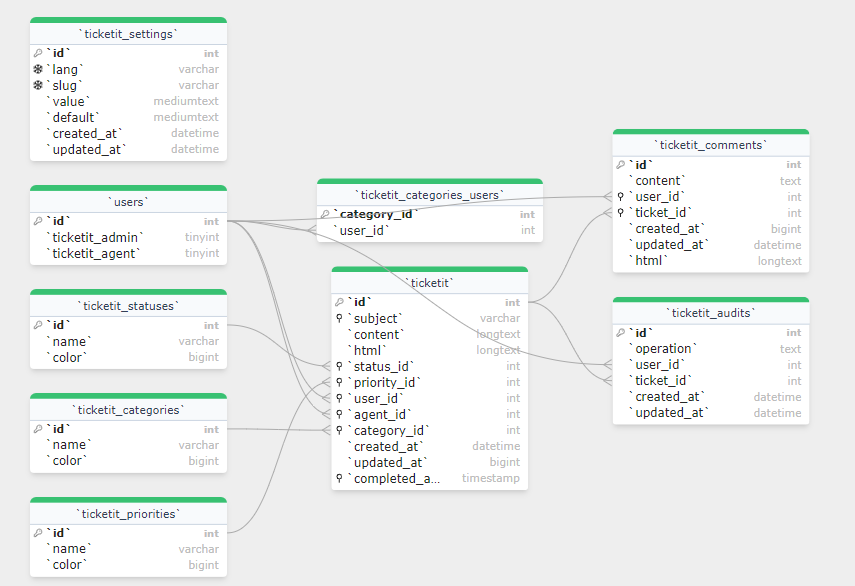 `ticketit_settings`
`id` int
`lang` varchar
`slug` varchar
`value` mediumtext
`default` mediumtext
`created_at` datetime
`updated_at` datetime
`users`
`id` int
`ticketit_admin` tinyint
`ticketit_agent` tinyint
`ticketit_statuses`
`id` int
`name` varchar
`color` bigint
`ticketit_categories`
`id` int
`name` varchar
`color` bigint
`ticketit_priorities`
`id` int
`name` varchar
`color` bigint
`ticketit_categories_users`
`category_id` int
`user_id` int
`ticketit`
`id` int
`subject` varchar
`content` longtext
`html` longtext
`status_id` int
`priority_id` int
`user_id` int
`agent_id` int
`category_id` int
`created_at` datetime
`updated_at` bigint
`completed_a... timestamp
`ticketit_comments`
`id` int
`content` text
`user_id` int
`ticket_id` int
`created_at` bigint
`updated_at` datetime
`html` longtext
`ticketit_audits`
`id` int
`operation` text
`user_id` int
`ticket_id` int
`created_at` datetime
`updated_at` datetime